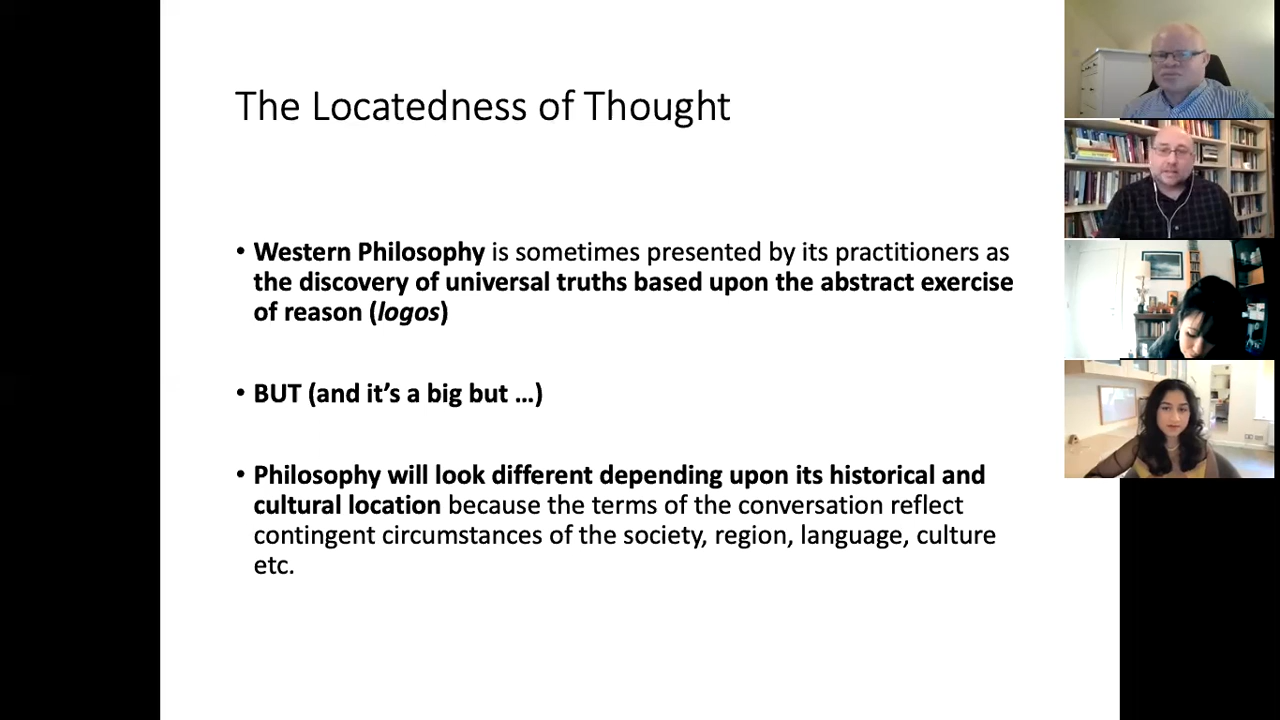 The Locatedness of Thought
• Western Philosophy is sometimes presented by its practitioners as
the discovery of universal truths based upon the abstract exercise
of reason (logos)
• BUT (and it’s a big but …)
• Philosophy will look different depending upon its historical and
cultural location because the terms of the conversation reflect
contingent circumstances of the society, region, language, culture
etc.